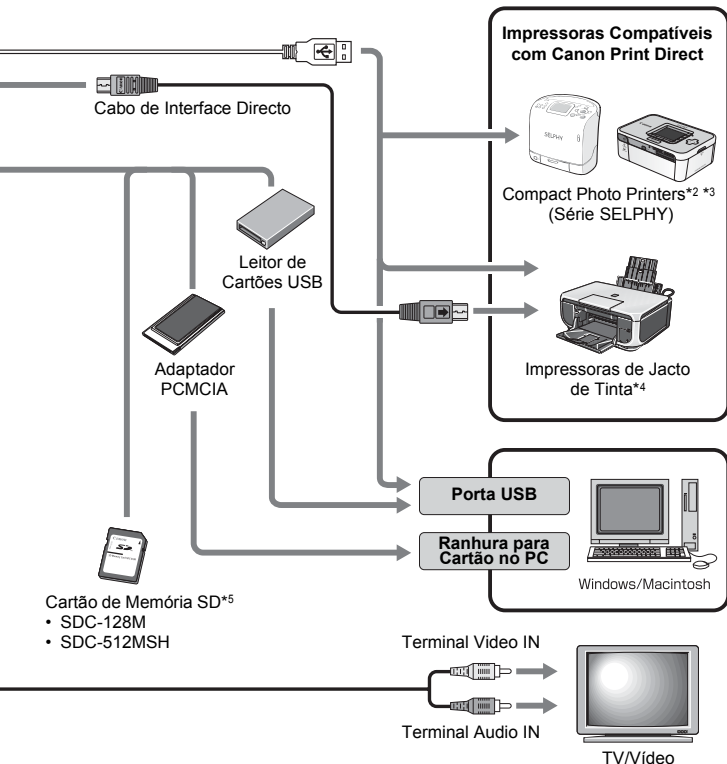 Impressoras Compatíveis
com Canon Print Direct
Cabo de Interface Directo
SELPHY
Compact Photo Printers*2 *3
(Série SELPHY)
Leitor de
Cartões USB
Adaptador
PCMCIA
Impressoras de Jacto
de Tinta*4
Porta USB
Ranhura para
Cartão no PC
Windows/Macintosh
Canon
SD
Cartão de Memória SD*5
• SDC-128M
• SDC-512MSH
Terminal Video IN
Terminal Audio IN
TV/Vídeo